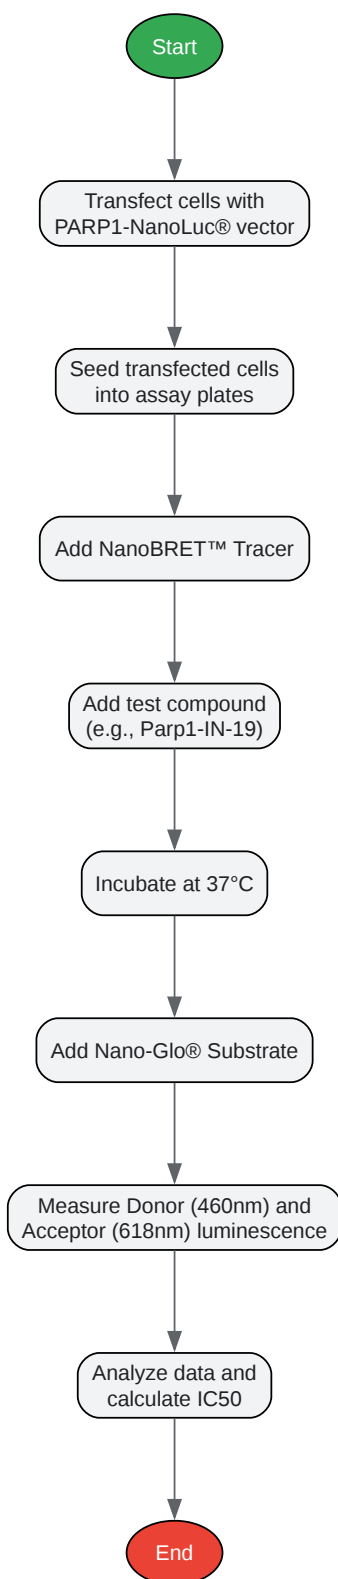 Start
Transfect cells with
PARP1-NanoLuc® vector
Seed transfected cells
into assay plates
Add NanoBRET™ Tracer
Add test compound
(e.g., Parp1-IN-19)
Incubate at 37°C
Add Nano-Glo® Substrate
Measure Donor (460nm) and
Acceptor (618nm) luminescence
Analyze data and
calculate IC50
End